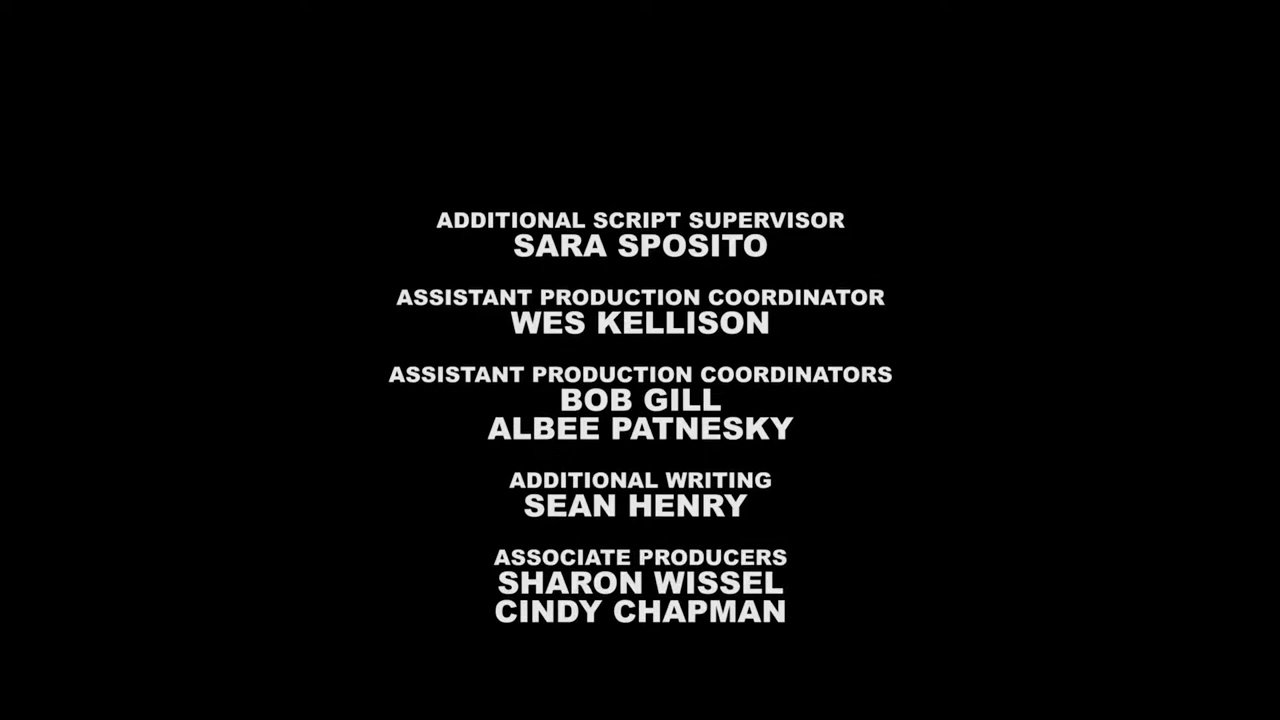 ADDITIONAL SCRIPT SUPERVISOR
SARA SPOSITO
ASSISTANT PRODUCTION COORDINATOR
WES KELLISON
ASSISTANT PRODUCTION COORDINATORS
BOB GILL
ALBEE PATNESKY
ADDITIONAL WRITING
SEAN HENRY
ASSOCIATE PRODUCERS
SHARON WISSEL
CINDY CHAPMAN